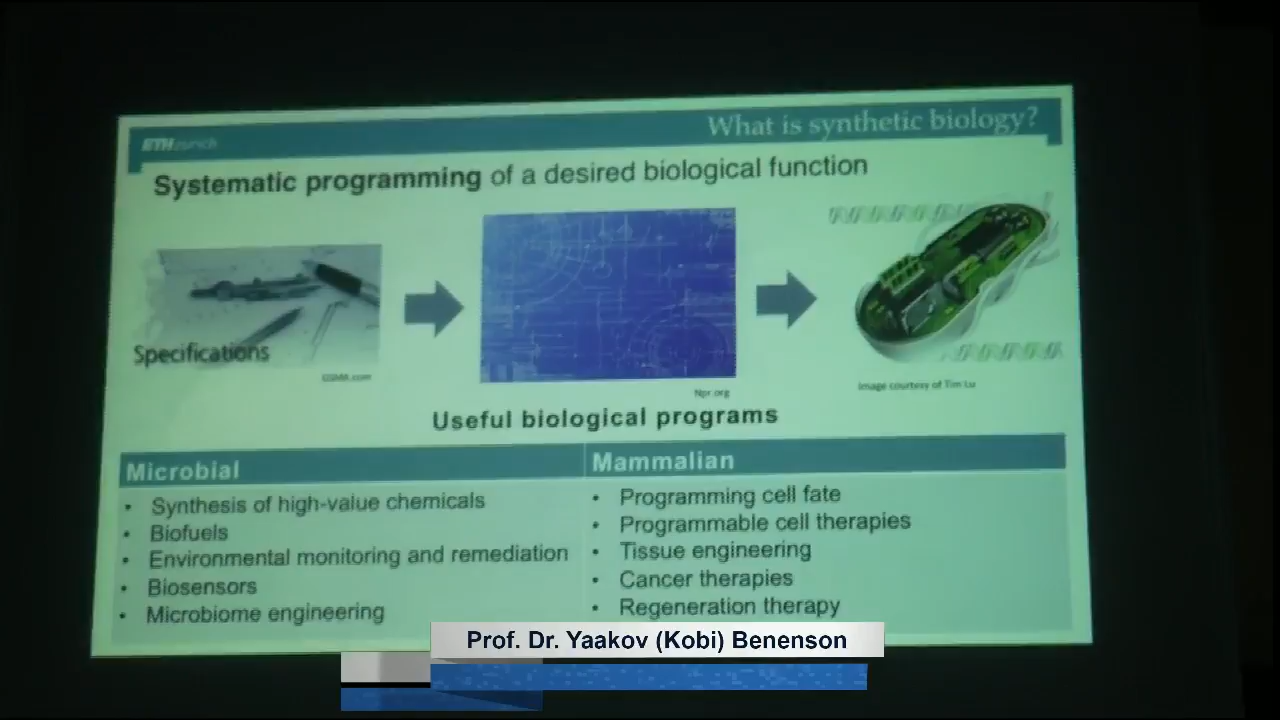 ETH zürich
What is synthetic biology?
Systematic programming of a desired biological function
Specifications
Npr.org
Image courtesy of Tim Lu
Useful biological programs
Microbial
• Synthesis of high-value chemicals
• Biofuels
• Environmental monitoring and remediation
• Biosensors
• Microbiome engineering
Mammalian
• Programming cell fate
• Programmable cell therapies
• Tissue engineering
• Cancer therapies
• Regeneration therapy
Prof. Dr. Yaakov (Kobi) Benenson